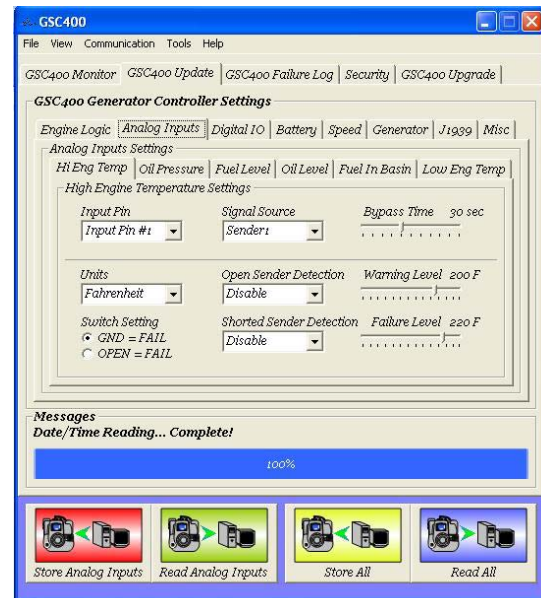 GSC400
File View Communication Tools Help
GSC400 Monitor GSC400 Update GSC400 Failure Log Security GSC400 Upgrade
GSC400 Generator Controller Settings
Engine Logic Analog Inputs Digital IO Battery Speed Generator J1939 Misc
Analog Inputs Settings
Hi Eng Temp Oil Pressure Fuel Level Oil Level Fuel In Basin Low Eng Temp
High Engine Temperature Settings
Input Pin Signal Source Bypass Time 30 sec
Input Pin #1 Sender1
Units Open Sender Detection Warning Level 200 F
Fahrenheit Disable
Switch Setting Shorted Sender Detection Failure Level 220 F
GND = FAIL Disable
OPEN = FAIL
Messages
Date/Time Reading... Complete!
100%
Store Analog Inputs Read Analog Inputs Store All Read All